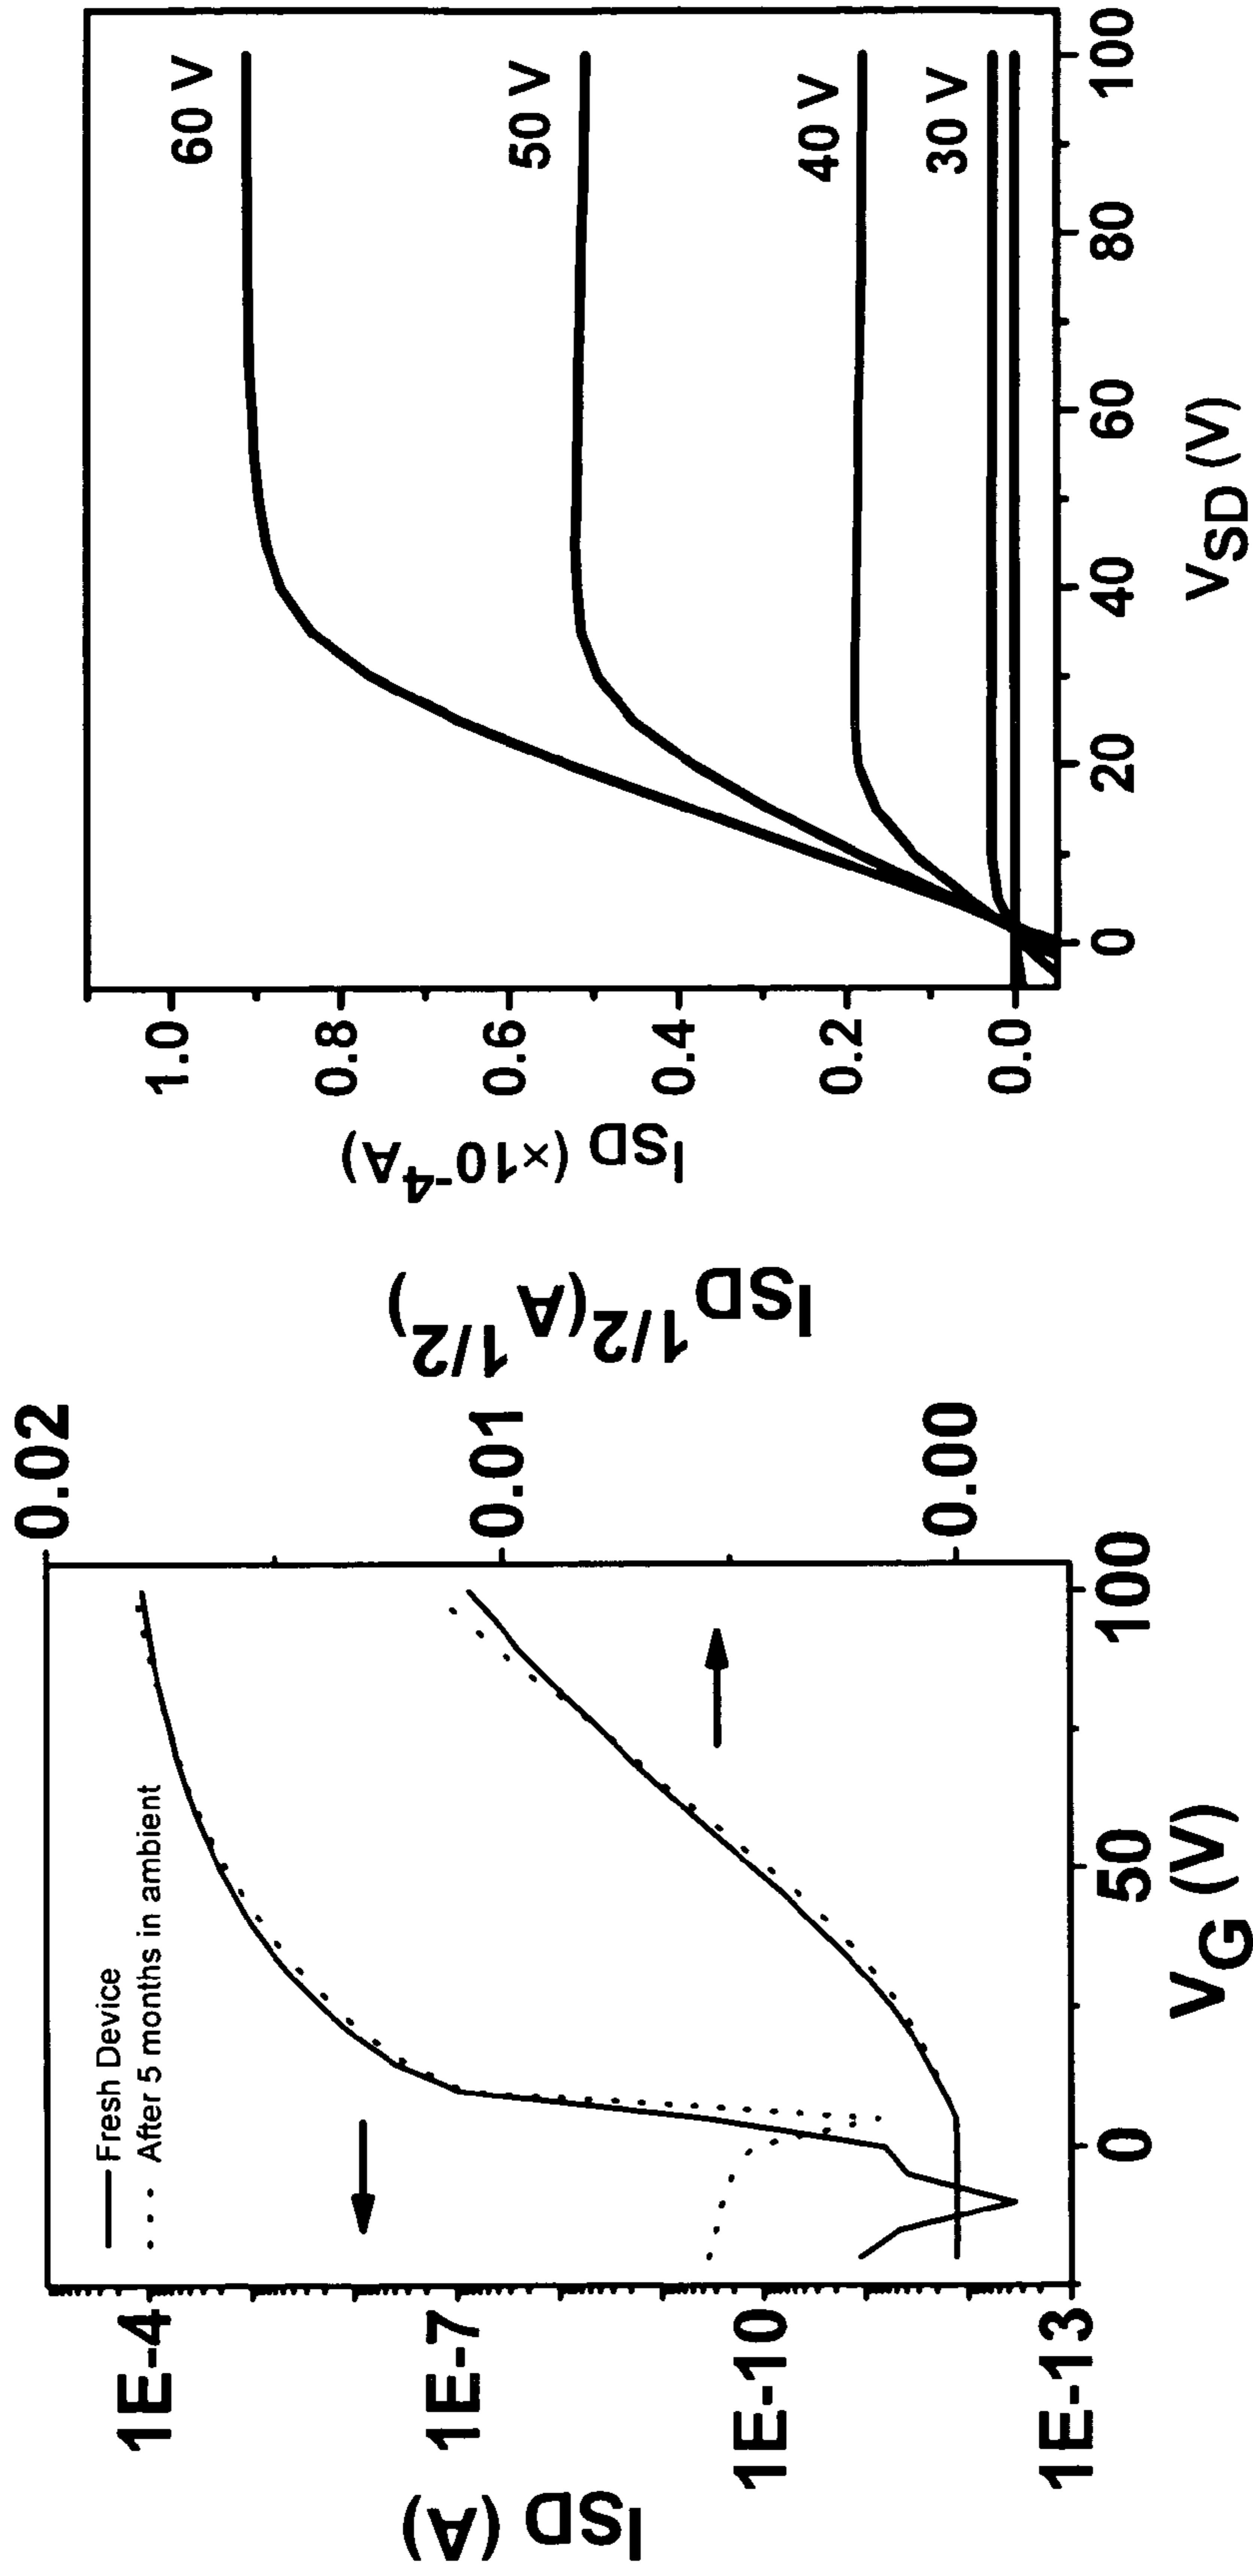 Fresh Device
After 5 months in ambient
I_SD (A)
1E-4
1E-7
1E-10
1E-13
0
50
100
V_G (V)
0.02
0.01
0.00
I_SD^1/2 (A^1/2)
I_SD (×10^-4 A)
1.0
0.8
0.6
0.4
0.2
0.0
0
20
40
60
80
100
V_SD (V)
60 V
50 V
40 V
30 V